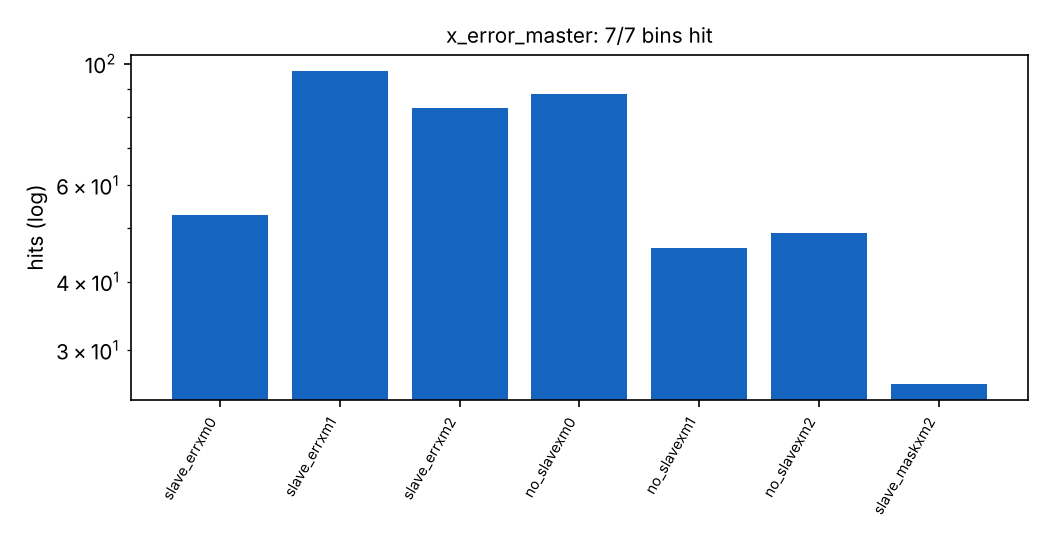 x_error_master: 7/7 bins hit
hits (log)
10²
6 × 10¹
4 × 10¹
3 × 10¹
slave_errxm0
slave_errxm1
slave_errxm2
no_slavexm0
no_slavexm1
no_slavexm2
slave_maskxm2